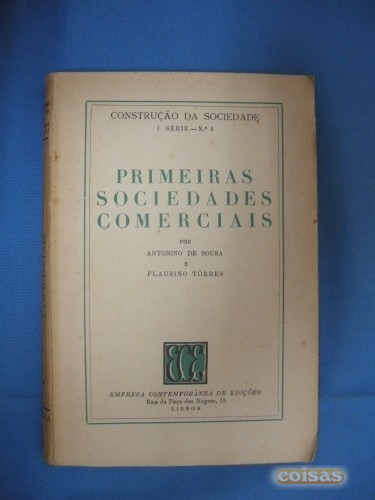 CONSTRUÇÃO DA SOCIEDADE
1 SÉRIE — N.º 4
PRIMEIRAS
SOCIEDADES
COMERCIAIS
POR
ANTONINO DE SOUSA
E
FLAUSINO TÔRRES
ECE
EMPRESA CONTEMPORÂNEA DE EDIÇÕES
Rua do Poço dos Negros, 13
LISBOA
coisas